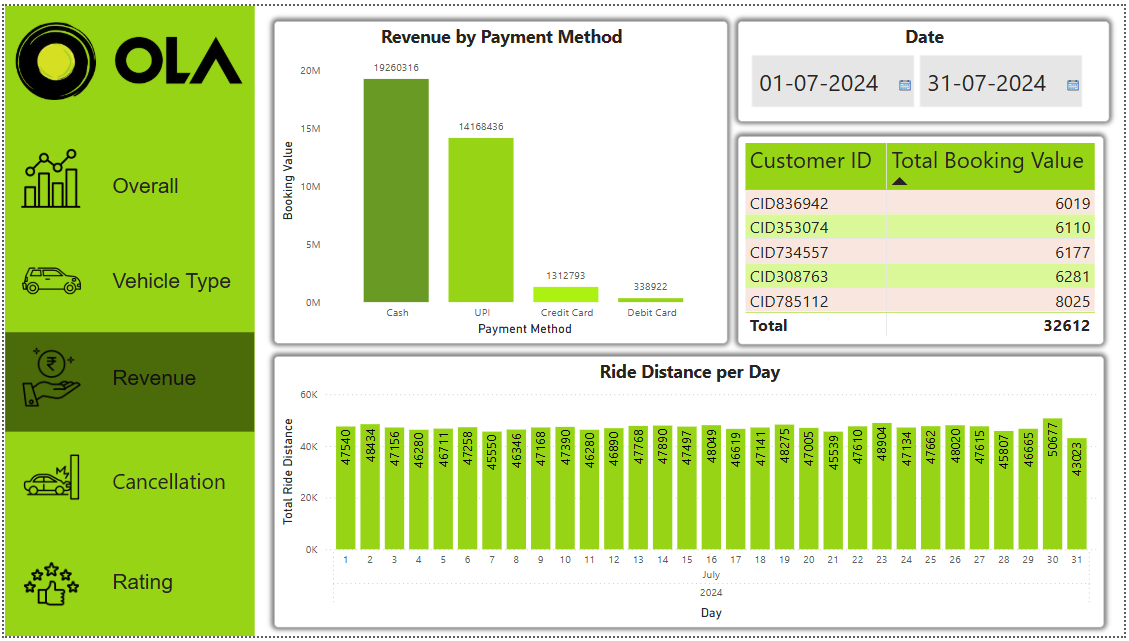 OLA
Overall
Vehicle Type
Revenue
Cancellation
Rating
Revenue by Payment Method
Booking Value
20M
15M
10M
5M
0M
19260316
14168436
1312793
338922
Cash UPI Credit Card Debit Card
Payment Method
Date
01-07-2024 31-07-2024
Customer ID Total Booking Value
CID836942 6019
CID353074 6110
CID734557 6177
CID308763 6281
CID785112 8025
Total 32612
Ride Distance per Day
Total Ride Distance
60K
40K
20K
0K
47540 48434 47156 46280 46711 47258 45550 46346 47168 47390 46280 46890 47768 47890 47497 48049 46619 47141 48275 47005 45539 47610 48904 47134 47662 48020 47615 45807 46665 50677 43023
1 2 3 4 5 6 7 8 9 10 11 12 13 14 15 16 17 18 19 20 21 22 23 24 25 26 27 28 29 30 31
July
2024
Day